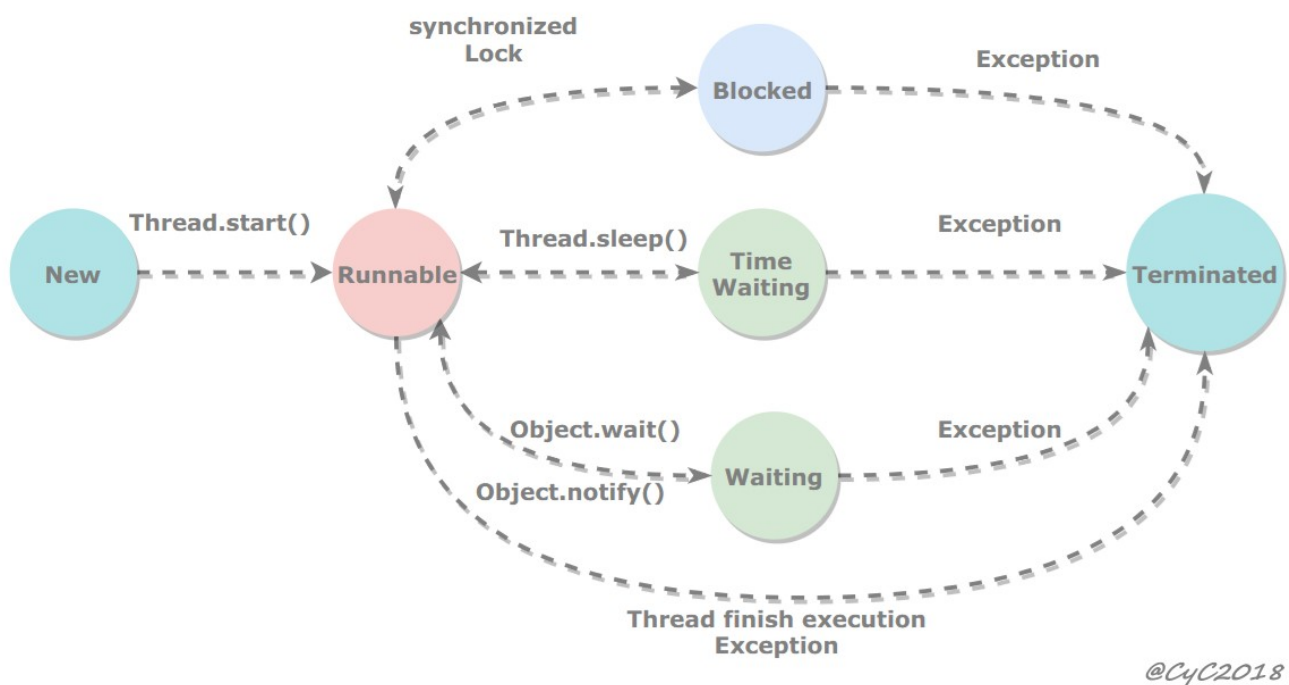 synchronized
Lock
Blocked
Exception
Thread.start()
Thread.sleep()
Exception
New
Runnable
Time
Waiting
Terminated
Object.wait()
Exception
Object.notify()
Waiting
Thread finish execution
Exception
@CyC2018